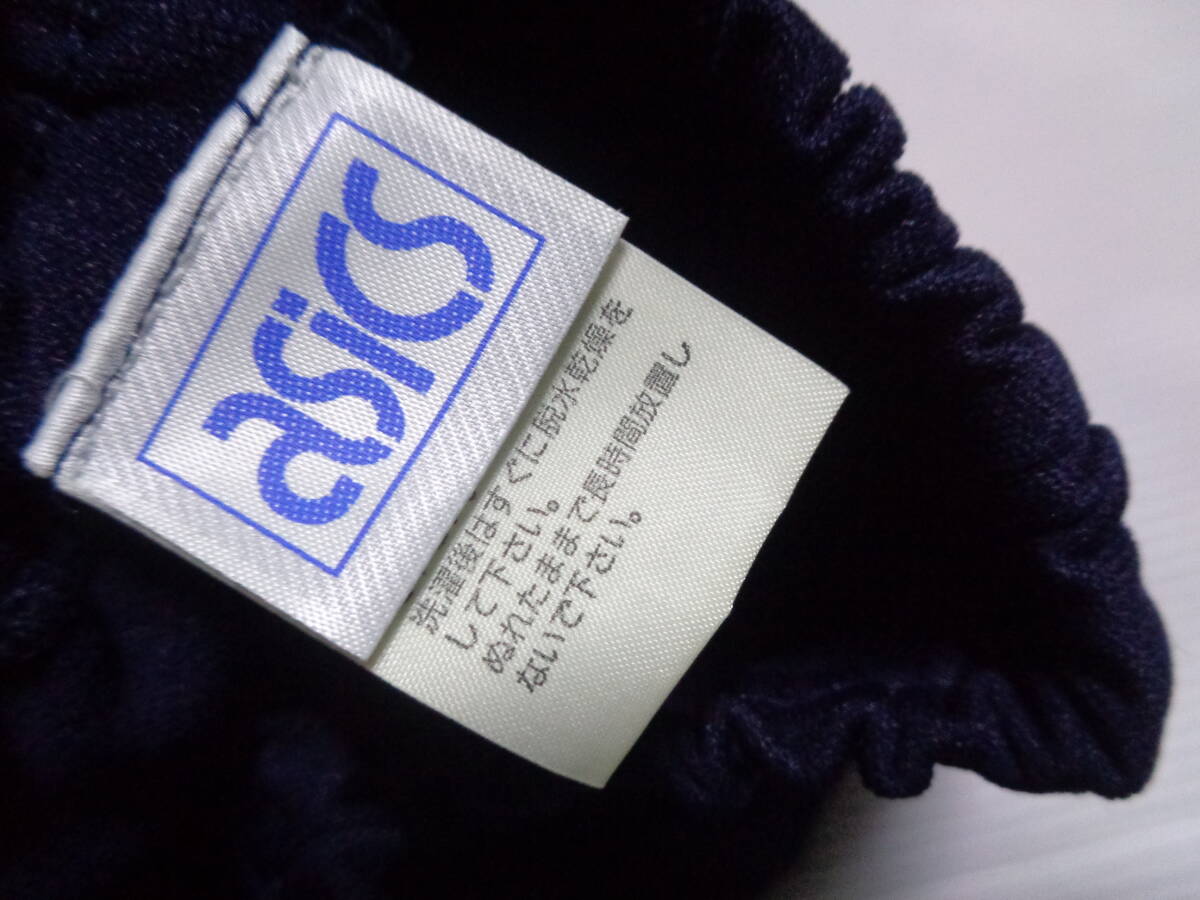 asics
洗濯後はすぐに脱水乾燥を
して下さい。
ぬれたままで長時間放置し
ないで下さい。